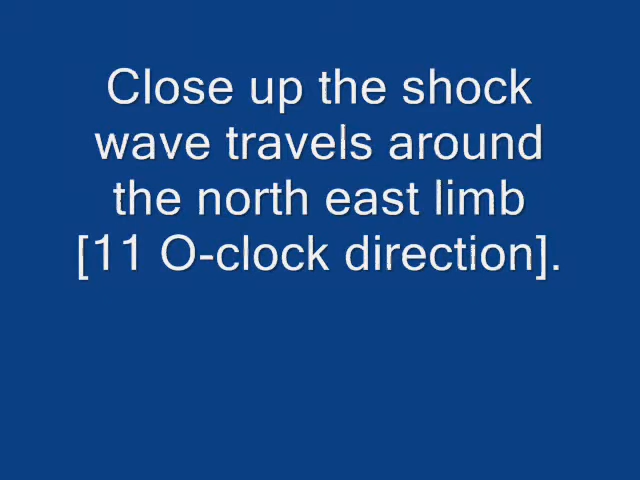 Close up the shock
wave travels around
the north east limb
[11 O-clock direction].